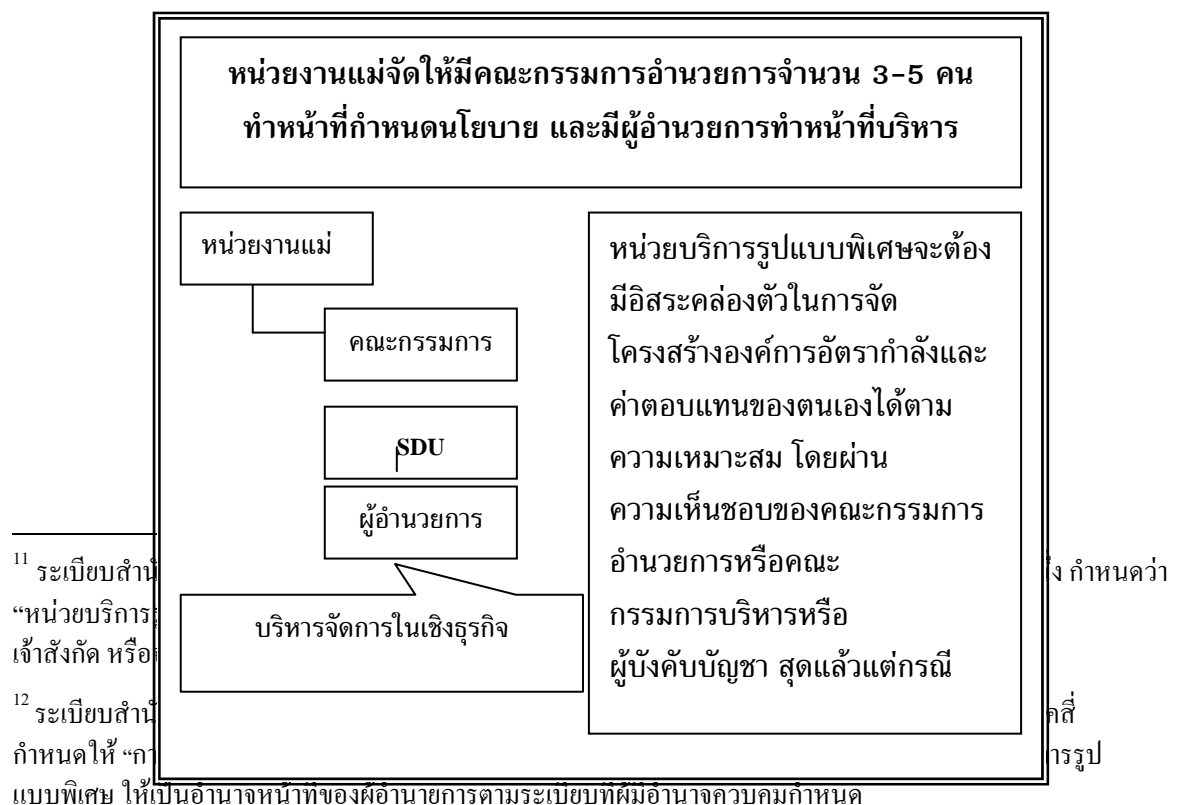 หน่วยงานแม่จัดให้มีคณะกรรมการอำนวยการจำนวน 3-5 คน
ทำหน้าที่กำหนดนโยบาย และมีผู้อำนวยการทำหน้าที่บริหาร
หน่วยงานแม่
คณะกรรมการ
SDU
ผู้อำนวยการ
บริหารจัดการในเชิงธุรกิจ
หน่วยบริการรูปแบบพิเศษจะต้อง
มีอิสระคล่องตัวในการจัด
โครงสร้างองค์การอัตรากำลังและ
ค่าตอบแทนของตนเองได้ตาม
ความเหมาะสม โดยผ่าน
ความเห็นชอบของคณะกรรมการ
อำนวยการหรือคณะ
กรรมการบริหารหรือ
ผู้บังคับบัญชา สุดแล้วแต่กรณี
11 ระเบียบ กำหนดว่า
“หน่วยบริการ
เจ้าสังกัด
12 ระเบียบ
กำหนดให้
แบบพิเศษ ให้เป็นอำนาจหน้าที่ของผู้อำนายการตามระเบียบที่ผู้มีอำนาจควบคุมกำหนด